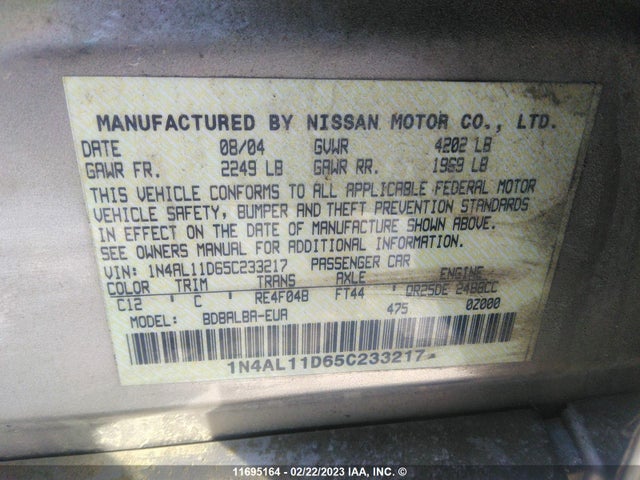 MANUFACTURED BY NISSAN MOTOR CO., LTD.
DATE 08/04 GVWR 4202 LB
GAWR FR. 2249 LB GAWR RR. 1969 LB
THIS VEHICLE CONFORMS TO ALL APPLICABLE FEDERAL MOTOR
VEHICLE SAFETY, BUMPER AND THEFT PREVENTION STANDARDS
IN EFFECT ON THE DATE OF MANUFACTURE SHOWN ABOVE.
SEE OWNERS MANUAL FOR ADDITIONAL INFORMATION.
VIN: 1N4AL11D65C233217 PASSENGER CAR
COLOR TRIM TRANS AXLE ENGINE
C12 C RE4F04B FT44 QR25DE 2488CC
MODEL: BDBALBA-EUA 475 0Z000
1N4AL11D65C233217
11695164 - 02/22/2023 IAA, INC. ©